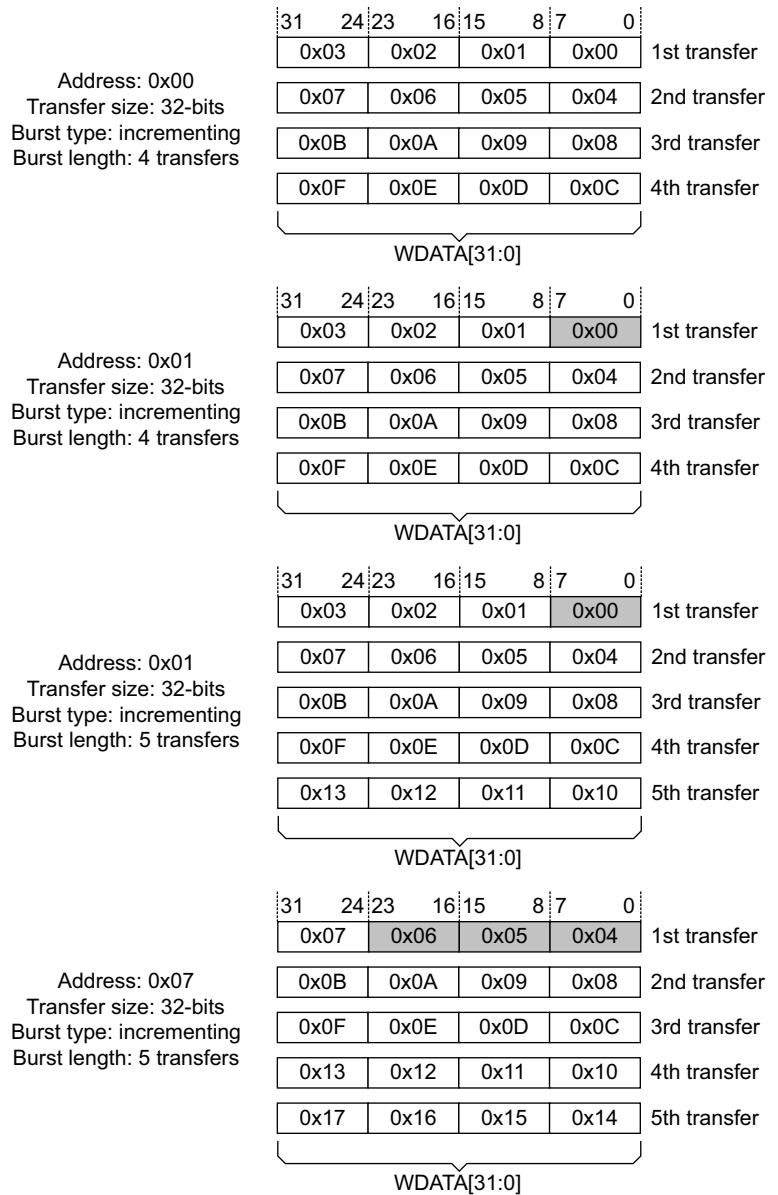 31 24 23 16 15 8 7 0
0x03 0x02 0x01 0x00 1st transfer
Address: 0x00
Transfer size: 32-bits
Burst type: incrementing
Burst length: 4 transfers
0x07 0x06 0x05 0x04 2nd transfer
0x0B 0x0A 0x09 0x08 3rd transfer
0x0F 0x0E 0x0D 0x0C 4th transfer
WDATA[31:0]
31 24 23 16 15 8 7 0
0x03 0x02 0x01 0x00 1st transfer
Address: 0x01
Transfer size: 32-bits
Burst type: incrementing
Burst length: 4 transfers
0x07 0x06 0x05 0x04 2nd transfer
0x0B 0x0A 0x09 0x08 3rd transfer
0x0F 0x0E 0x0D 0x0C 4th transfer
WDATA[31:0]
31 24 23 16 15 8 7 0
0x03 0x02 0x01 0x00 1st transfer
0x07 0x06 0x05 0x04 2nd transfer
Address: 0x01
Transfer size: 32-bits
Burst type: incrementing
Burst length: 5 transfers
0x0B 0x0A 0x09 0x08 3rd transfer
0x0F 0x0E 0x0D 0x0C 4th transfer
0x13 0x12 0x11 0x10 5th transfer
WDATA[31:0]
31 24 23 16 15 8 7 0
0x07 0x06 0x05 0x04 1st transfer
0x0B 0x0A 0x09 0x08 2nd transfer
Address: 0x07
Transfer size: 32-bits
Burst type: incrementing
Burst length: 5 transfers
0x0F 0x0E 0x0D 0x0C 3rd transfer
0x13 0x12 0x11 0x10 4th transfer
0x17 0x16 0x15 0x14 5th transfer
WDATA[31:0]